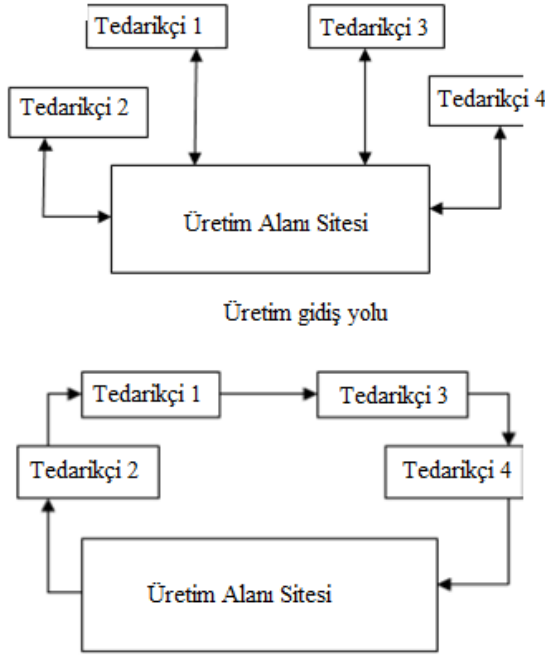 Tedarikçi 1
Tedarikçi 3
Tedarikçi 2
Tedarikçi 4
Üretim Alanı Sitesi
Üretim gidiş yolu
Tedarikçi 1
Tedarikçi 3
Tedarikçi 2
Tedarikçi 4
Üretim Alanı Sitesi